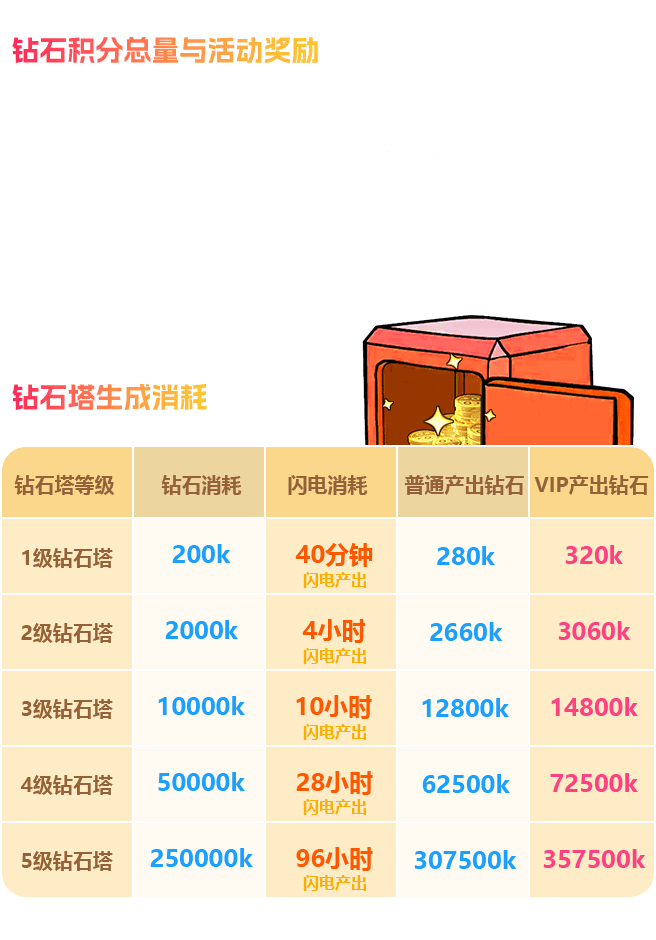 钻石积分总量与活动奖励
钻石塔生成消耗
钻石塔等级 钻石消耗 闪电消耗 普通产出钻石 VIP产出钻石
1级钻石塔 200k 40分钟 280k 320k
闪电产出
2级钻石塔 2000k 4小时 2660k 3060k
闪电产出
3级钻石塔 10000k 10小时 12800k 14800k
闪电产出
4级钻石塔 50000k 28小时 62500k 72500k
闪电产出
5级钻石塔 250000k 96小时 307500k 357500k
闪电产出